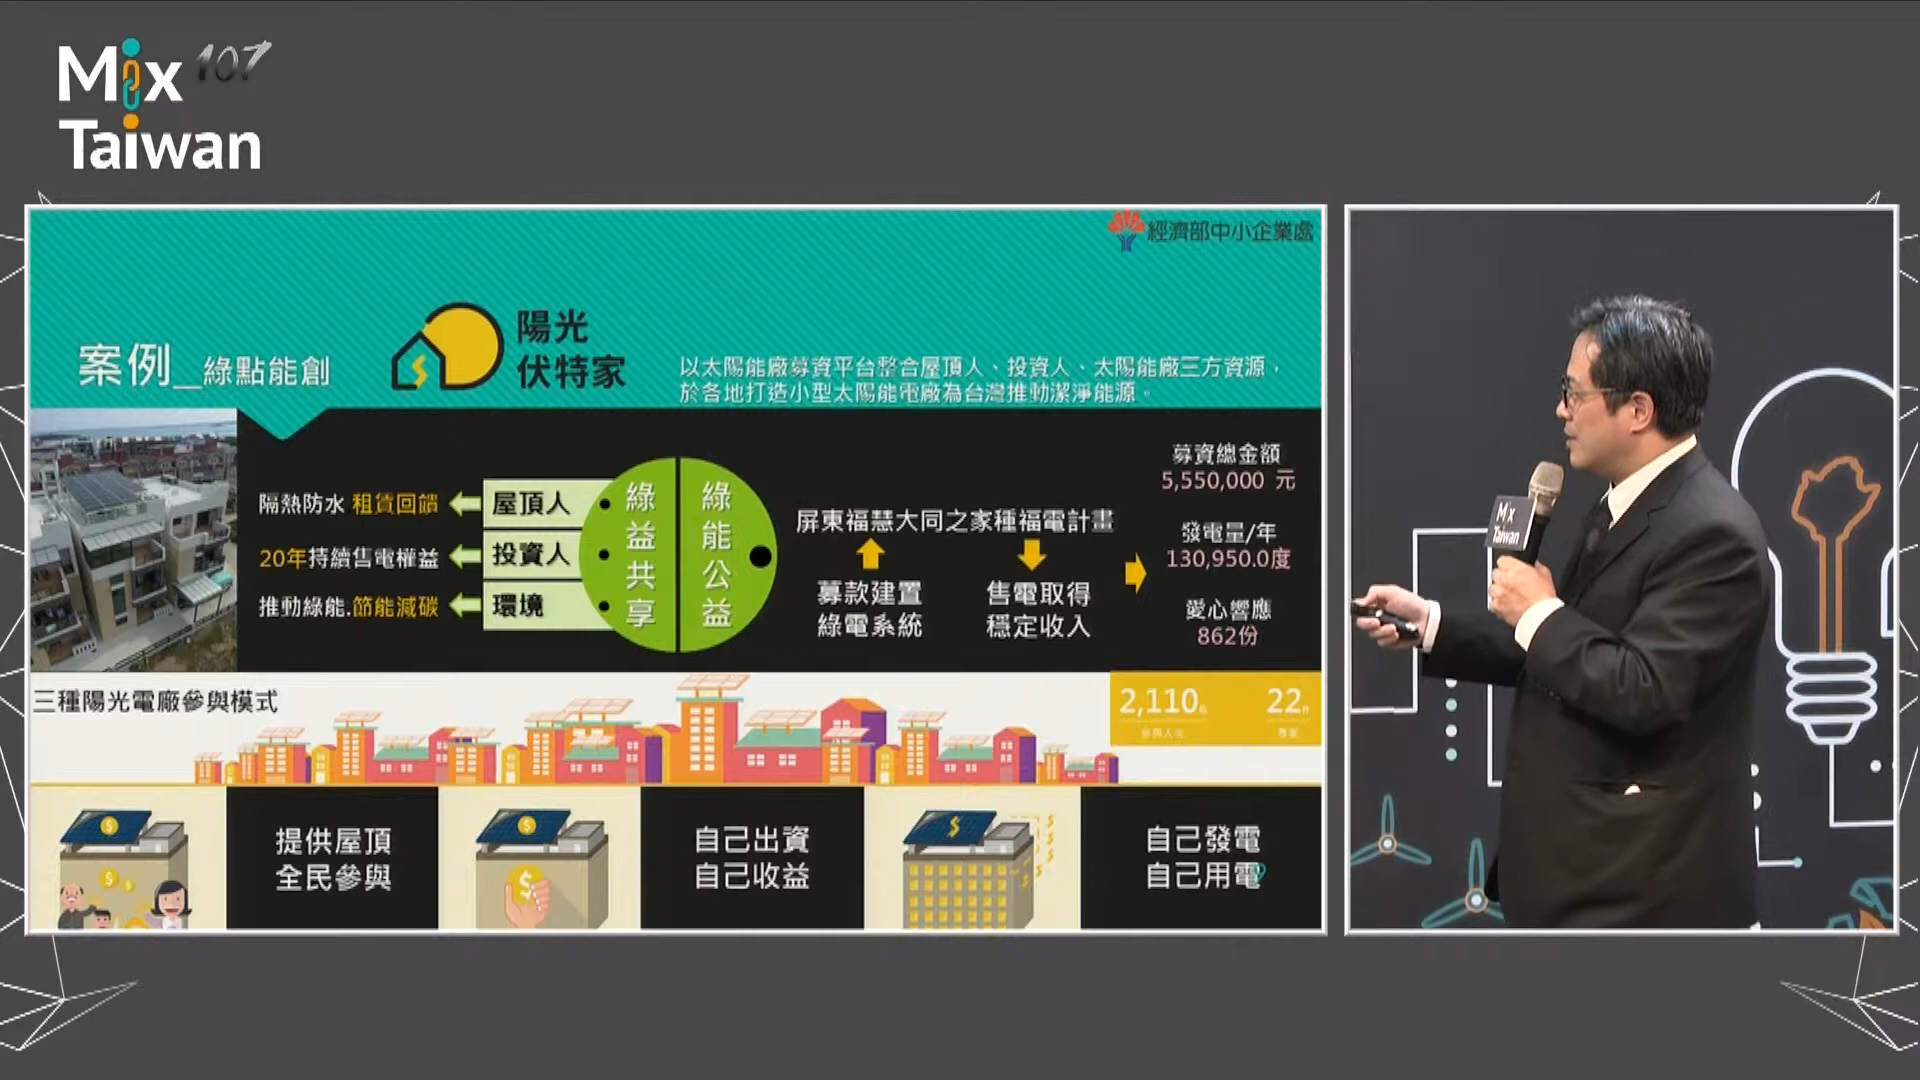 Mix 107
Taiwan
經濟部中小企業處
陽光
伏特家
案例_綠點能創
以太陽能廠募資平台整合屋頂人、投資人、太陽能廠三方資源，
於各地打造小型太陽能電廠為台灣推動潔淨能源。
隔熱防水 租賃回饋
屋頂人
20年持續售電權益
投資人
推動綠能.節能減碳
環境
綠益共享
綠能公益
屏東福慧大同之家種福電計畫
募款建置
綠電系統
售電取得
穩定收入
募資總金額
5,550,000 元
發電量/年
130,950.0度
愛心響應
862份
三種陽光電廠參與模式
2,110
22
提供屋頂
全民參與
自己出資
自己收益
自己發電
自己用電
Mix
Taiwan